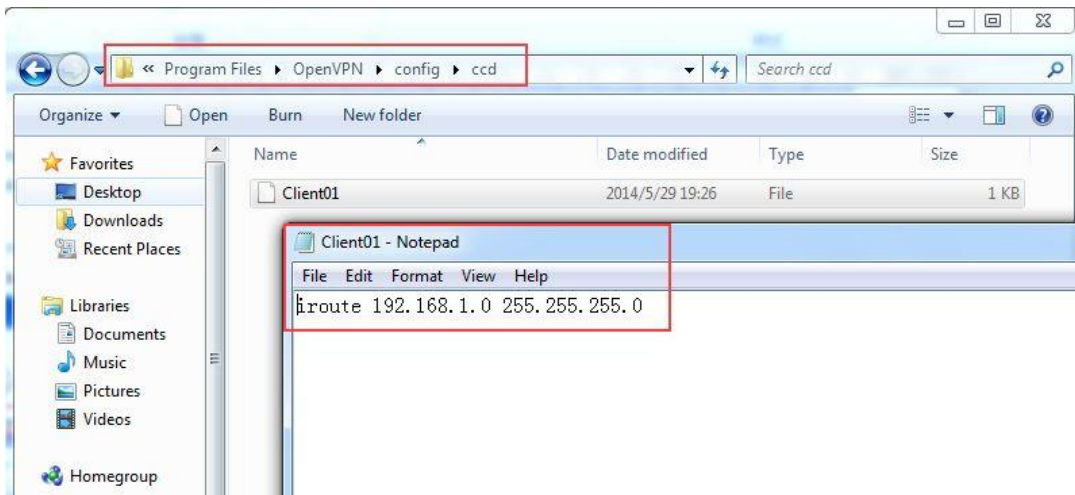 « Program Files ▸ OpenVPN ▸ config ▸ ccd
Search ccd
Organize Open Burn New folder
Name Date modified Type Size
Client01 2014/5/29 19:26 File 1 KB
Favorites
Desktop
Downloads
Recent Places
Libraries
Documents
Music
Pictures
Videos
Homegroup
Client01 - Notepad
File Edit Format View Help
iroute 192.168.1.0 255.255.255.0